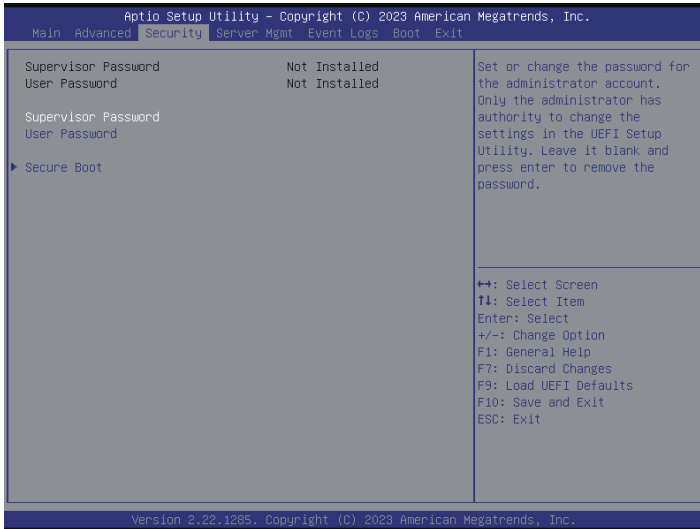 Aptio Setup Utility – Copyright (C) 2023 American Megatrends, Inc.
Main Advanced Security Server Mgmt Event Logs Boot Exit
Supervisor Password Not Installed
User Password Not Installed
Supervisor Password
User Password
Secure Boot
Set or change the password for
the administrator account.
Only the administrator has
authority to change the
settings in the UEFI Setup
Utility. Leave it blank and
press enter to remove the
password.
↔: Select Screen
↑↓: Select Item
Enter: Select
+/-: Change Option
F1: General Help
F7: Discard Changes
F9: Load UEFI Defaults
F10: Save and Exit
ESC: Exit
Version 2.22.1285. Copyright (C) 2023 American Megatrends, Inc.